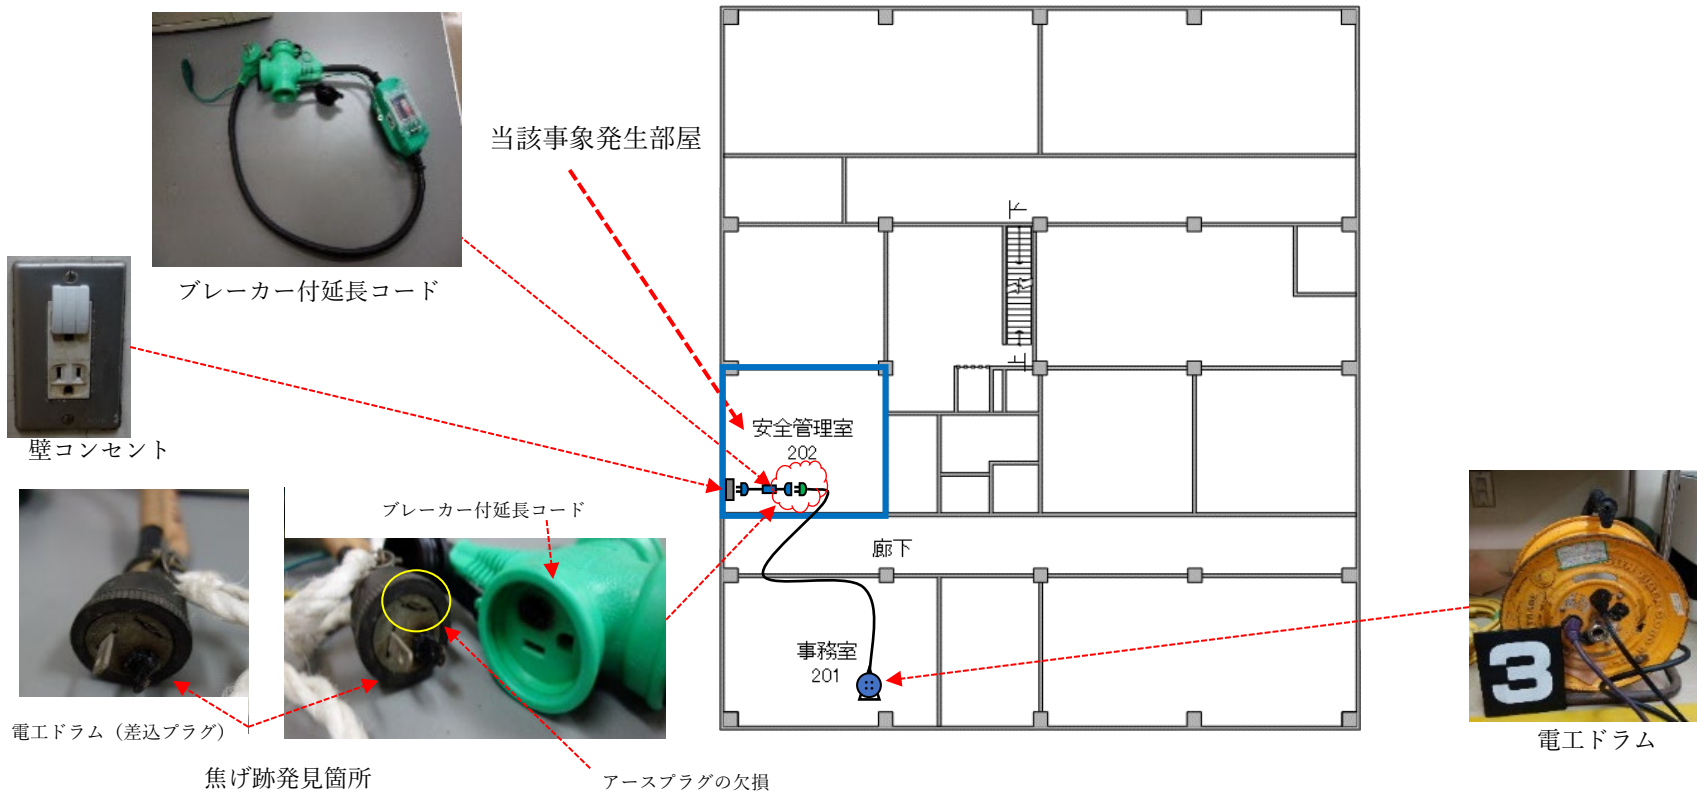 当該事象発生部屋
ブレーカー付延長コード
壁コンセント
下
上
安全管理室
202
ブレーカー付延長コード
廊下
事務室
201
3
電工ドラム(差込プラグ)
電工ドラム
焦げ跡発見箇所
アースプラグの欠損